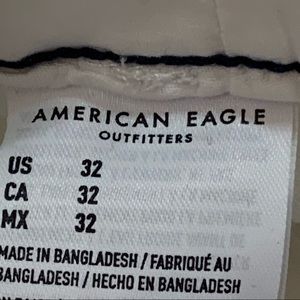 AMERICAN EAGLE
OUTFITTERS
US 32
CA 32
MX 32
MADE IN BANGLADESH / FABRIQUÉ AU
BANGLADESH / HECHO EN BANGLADESH